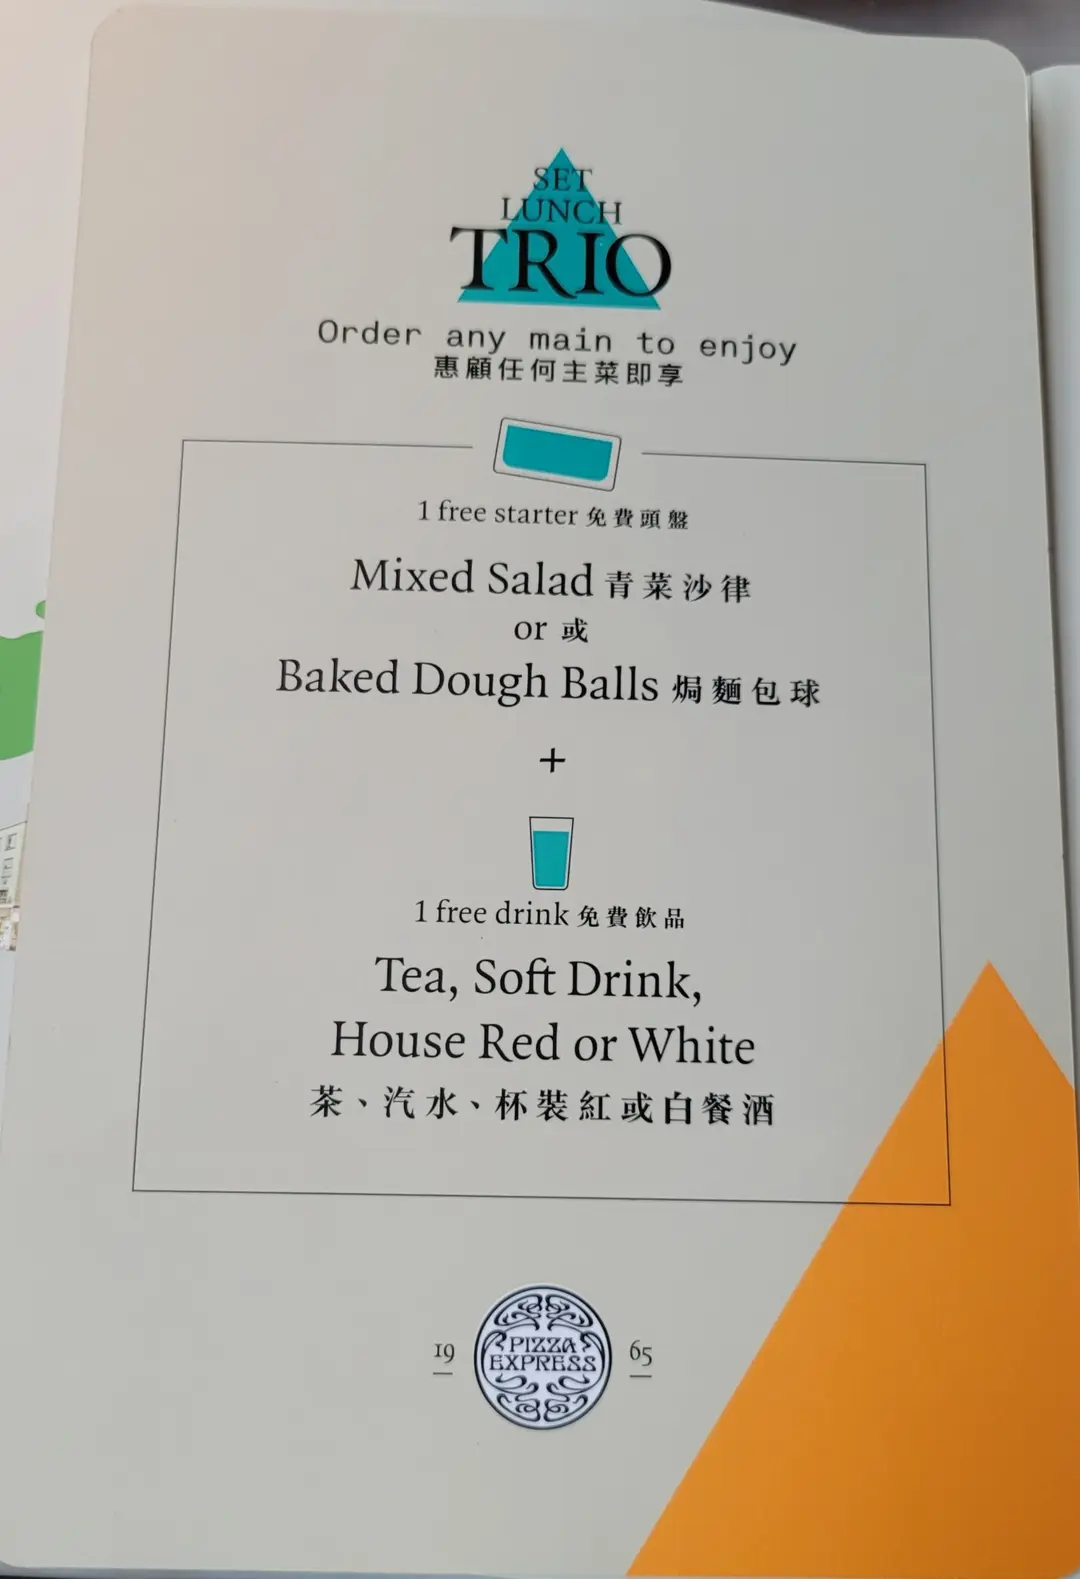 SET
LUNCH
TRIO
Order any main to enjoy
惠顧任何主菜即享
1 free starter 免費頭盤
Mixed Salad 青菜沙律
or 或
Baked Dough Balls 焗麵包球
+
1 free drink 免費飲品
Tea, Soft Drink,
House Red or White
茶、汽水、杯裝紅或白餐酒
19 PIZZA EXPRESS 65